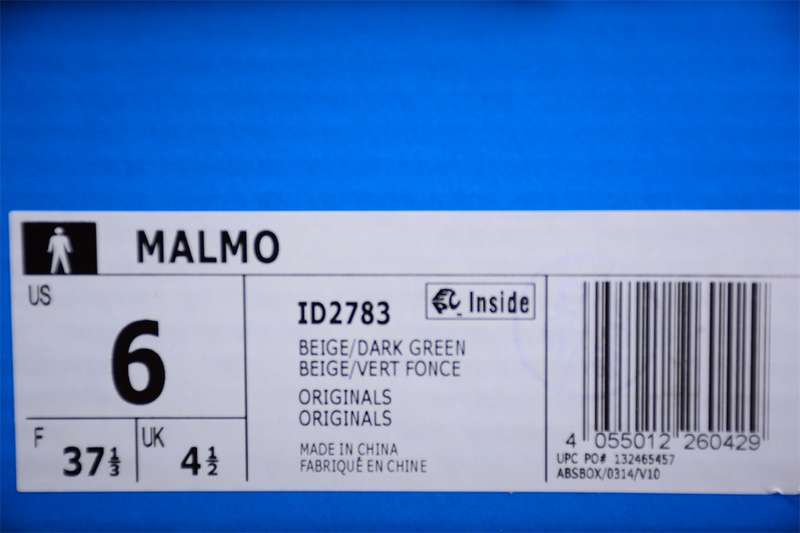 MALMO
US
6
F 37⅓
UK 4½
ID2783
Inside
BEIGE/DARK GREEN
BEIGE/VERT FONCE
ORIGINALS
ORIGINALS
MADE IN CHINA
FABRIQUÉ EN CHINE
4 055012 260429
UPC PO# 132465457
ABSBOX/0314/V10